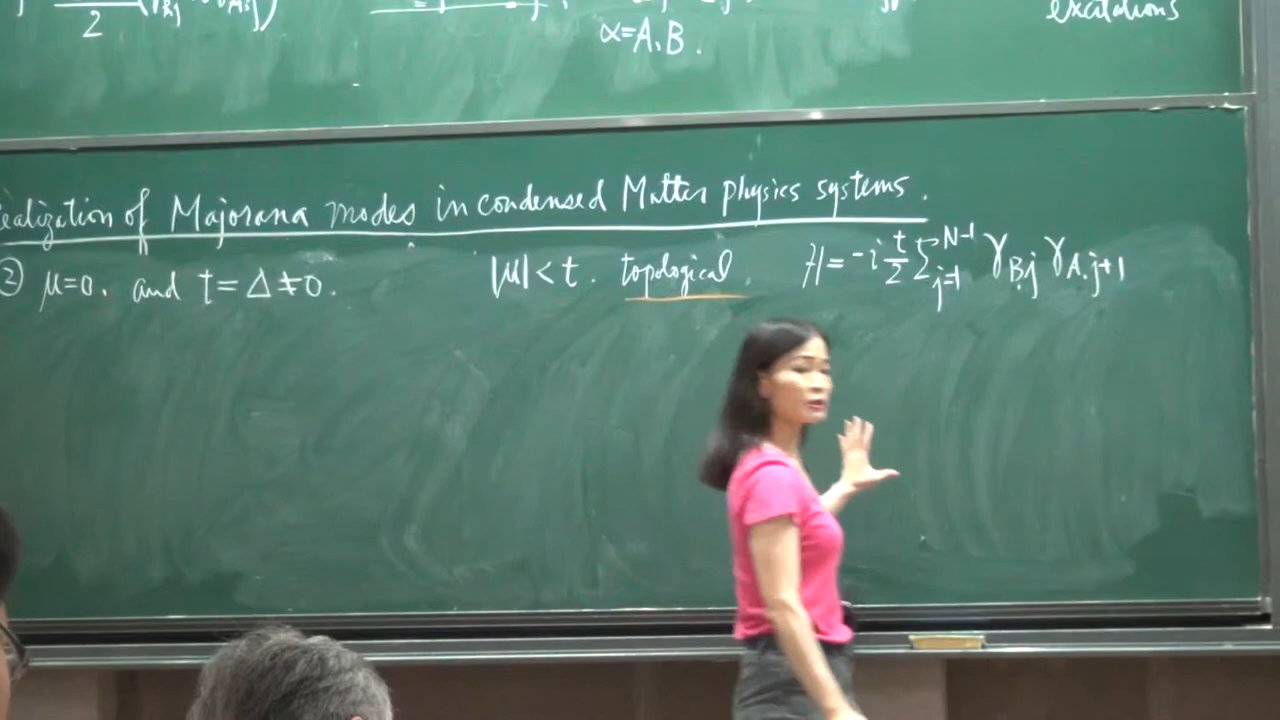 2
α=A,B.
excitations
ealization of Majorana modes in condensed Matter physics systems.
② μ=0, and t=Δ≠0. |μ|<t. topological. H=-i t/2 Σ_{j=1}^{N-1} γ_{B,j} γ_{A,j+1}